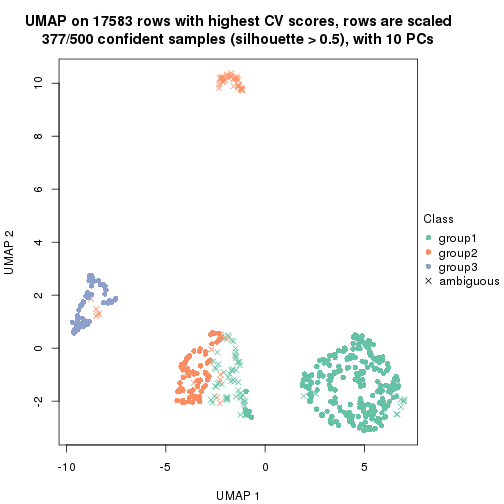 UMAP on 17583 rows with highest CV scores, rows are scaled
377/500 confident samples (silhouette > 0.5), with 10 PCs
10
8
6
4
2
0
-2
UMAP 2
-10
-5
0
5
UMAP 1
Class
group1
group2
group3
ambiguous